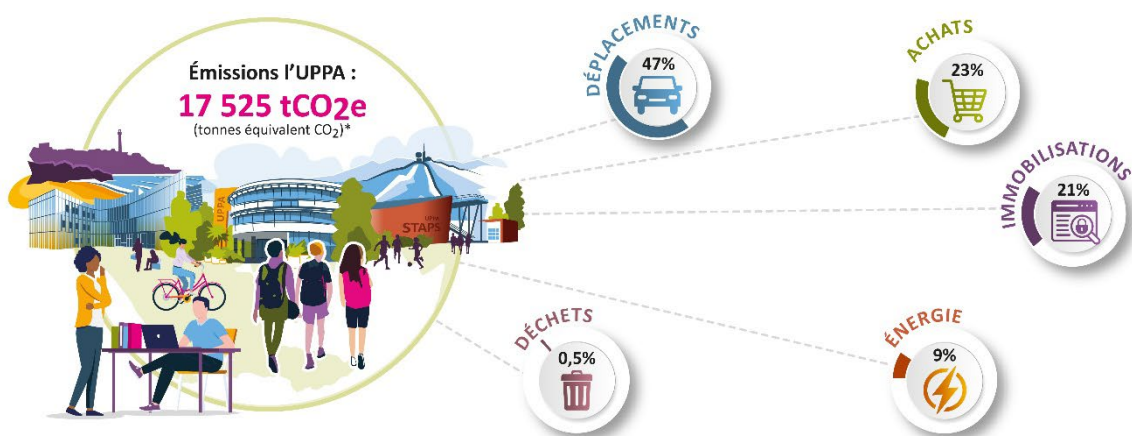 Émissions l'UPPA :
17 525 tCO2e
(tonnes équivalent CO2)*
UPPA
UPPA
STAPS
DÉPLACEMENTS
47%
ACHATS
23%
IMMOBILISATIONS
21%
DÉCHETS
0,5%
ÉNERGIE
9%